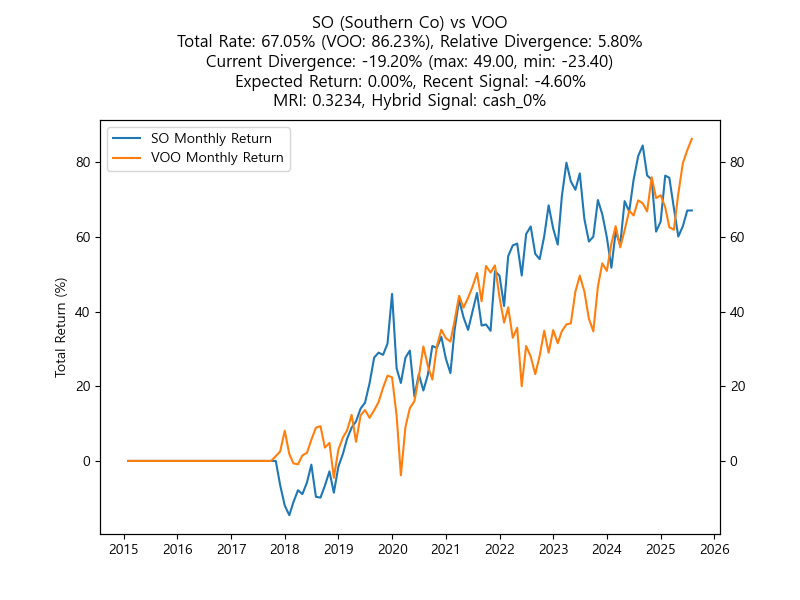 SO (Southern Co) vs VOO
Total Rate: 67.05% (VOO: 86.23%), Relative Divergence: 5.80%
Current Divergence: -19.20% (max: 49.00, min: -23.40)
Expected Return: 0.00%, Recent Signal: -4.60%
MRI: 0.3234, Hybrid Signal: cash_0%
SO Monthly Return
VOO Monthly Return
Total Return (%)
80
60
40
20
0
80
60
40
20
0
2015 2016 2017 2018 2019 2020 2021 2022 2023 2024 2025 2026